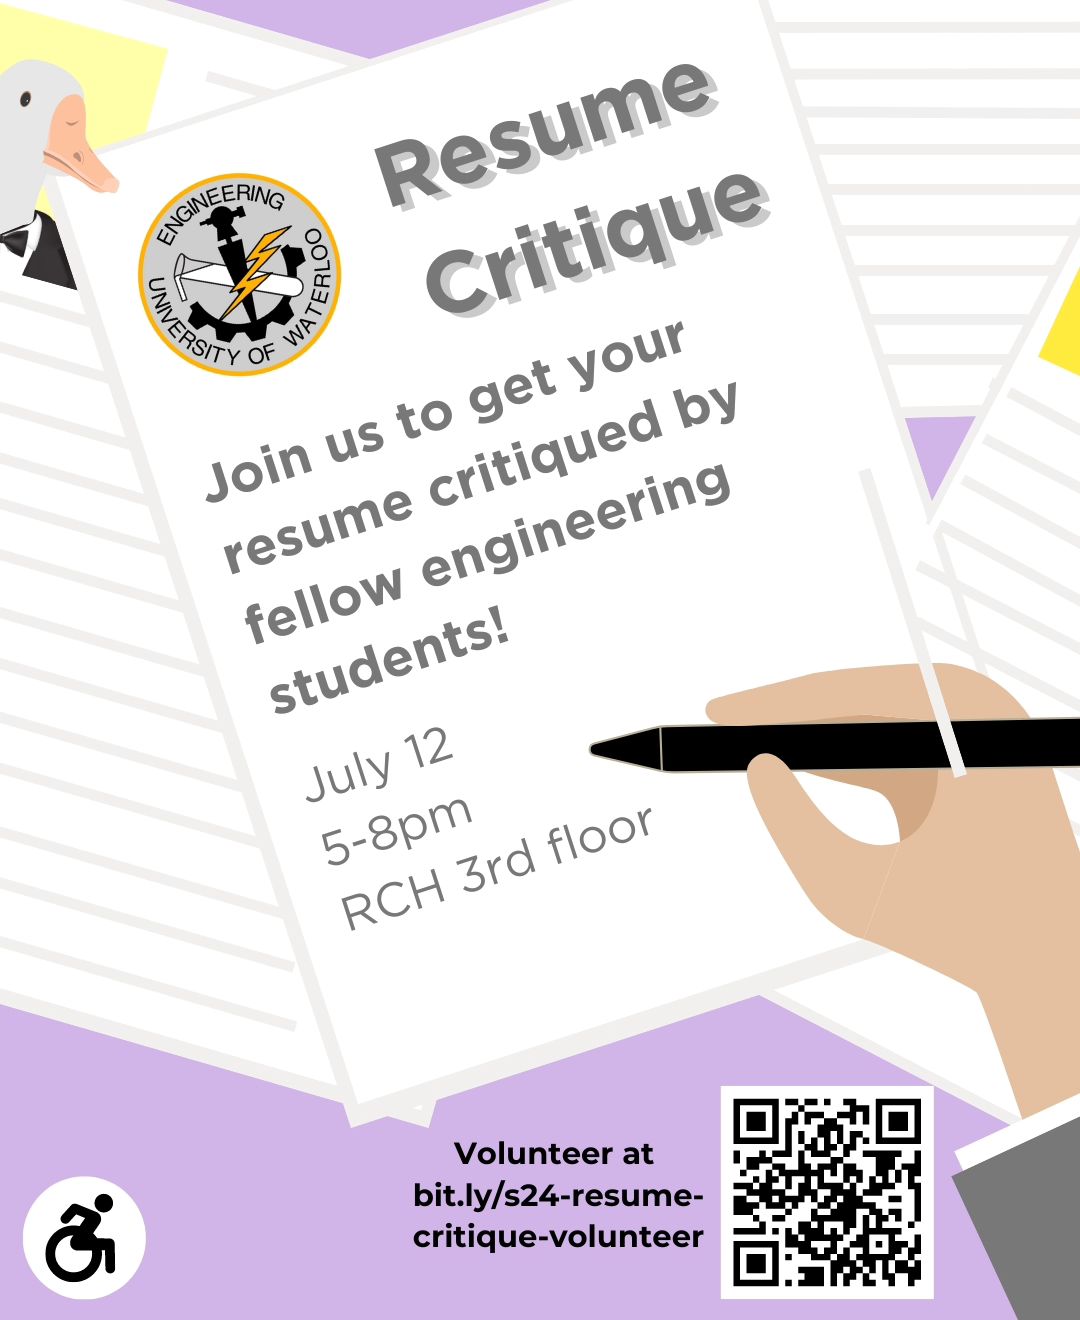 Resume
Critique
ENGINEERING
UNIVERSITY OF WATERLOO
Join us to get your
resume critiqued by
fellow engineering
students!
July 12
5-8pm
RCH 3rd floor
Volunteer at
bit.ly/s24-resume-
critique-volunteer